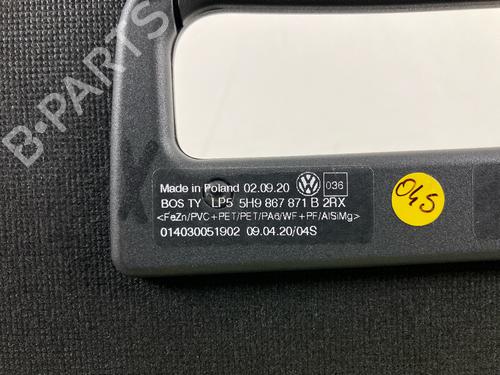 B-PARTS
Made in Poland 02.09.20 036
BOS TY LP5 5H9 867 871 B 2RX
<FeZn/PVC+PET/PET/PA6/WF+PF/AlSiMg>
014030051902 09.04.20/04S
04S